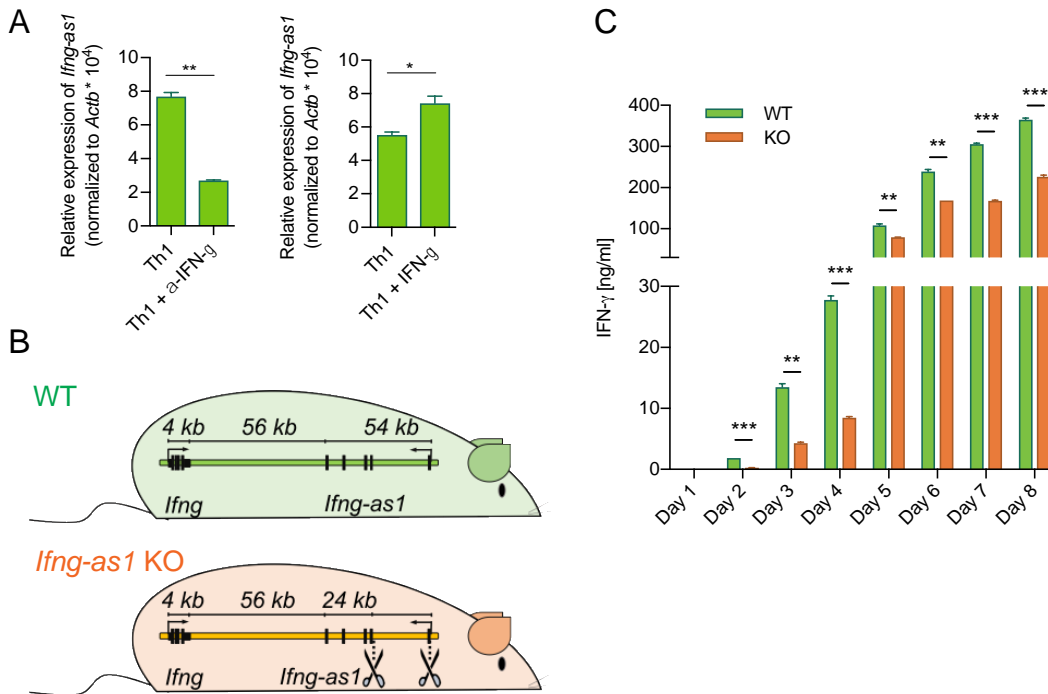 A
Relative expression of Ifng-as1
(normalized to Actb * 10⁴)
10
8
6
4
2
0
**
Th1
Th1 + a-IFN-g
Relative expression of Ifng-as1
(normalized to Actb * 10⁴)
10
8
6
4
2
0
*
Th1
Th1 + IFN-g
B
WT
4 kb 56 kb 54 kb
Ifng Ifng-as1
Ifng-as1 KO
4 kb 56 kb 24 kb
Ifng Ifng-as1
C
WT
KO
IFN-γ [ng/ml]
400
300
200
100
30
20
10
0
***
**
***
**
**
***
***
Day 1
Day 2
Day 3
Day 4
Day 5
Day 6
Day 7
Day 8